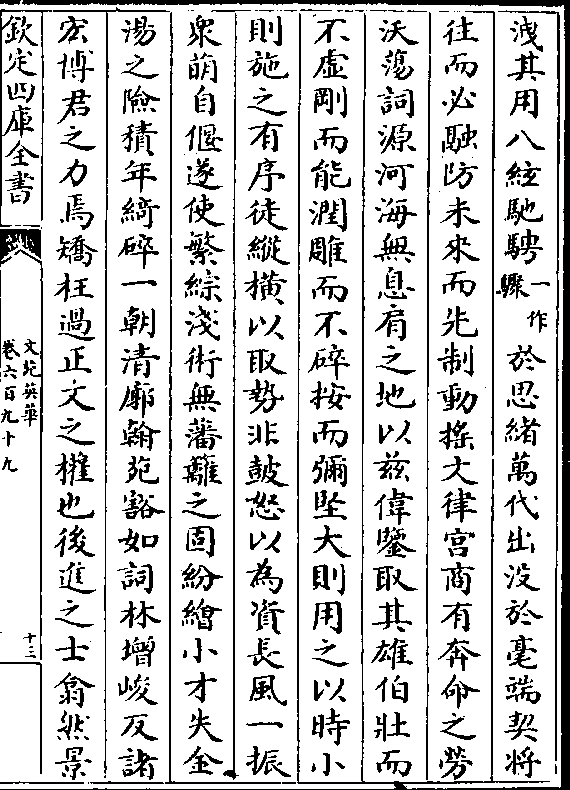 洩其用八紘馳騁一作驟於思緒萬代出没於毫端契將
往而必融防未來而先制動揺文律宫商有奔命之勞
沃蕩詞源河海無息肩之地以兹偉鑒取其雄伯壯而
不虚剛而能潤雕而不碎按而彌堅大則用之以時小
則施之有序徒縱横以取勢非鼓怒以為資長風一振
衆萌自偃遂使繁綜淺術無藩籬之固紛繪小才失金
湯之險積年綺碎一朝清廓翰苑豁如詞林增峻反諸
宏博君之力焉矯枉過正文之權也後進之士翕然景
欽定四庫全書
文苑英華
卷六百九十九
十三